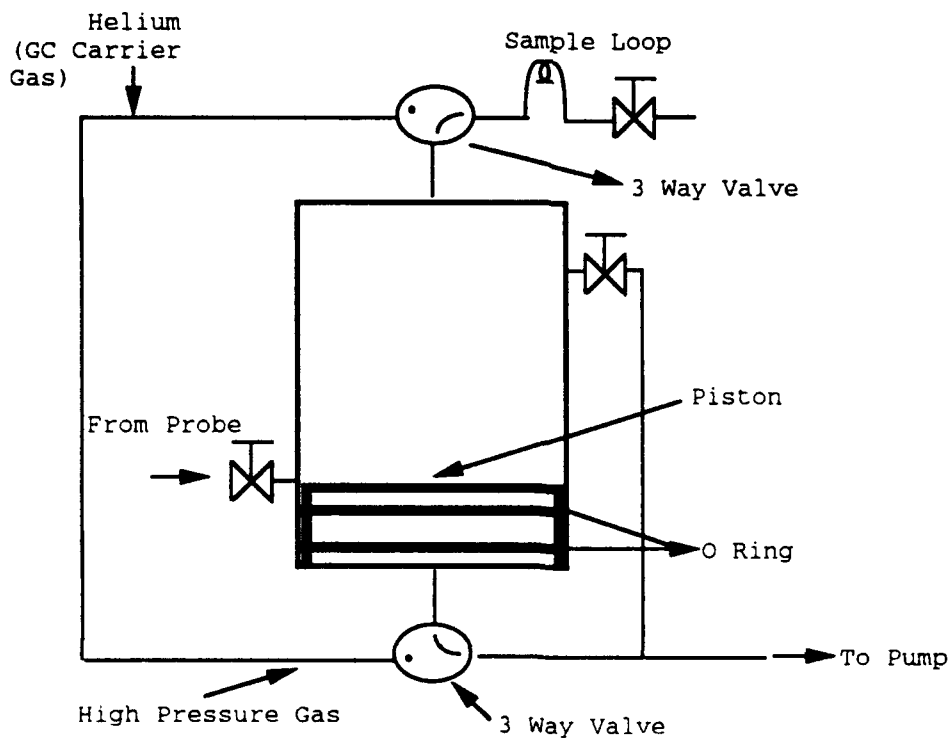 Helium
(GC Carrier
Gas)
Sample Loop
3 Way Valve
Piston
From Probe
O Ring
To Pump
High Pressure Gas
3 Way Valve